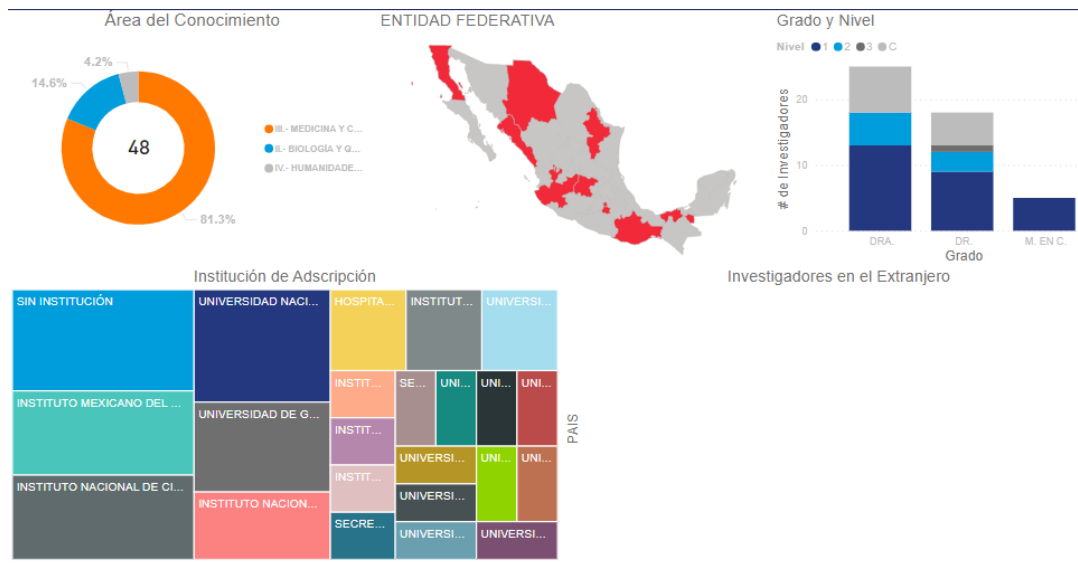 Área del Conocimiento
4.2%
14.6%
48
81.3%
III.- MEDICINA Y C...
II.- BIOLOGÍA Y Q...
IV.- HUMANIDADE...
ENTIDAD FEDERATIVA
Grado y Nivel
Nivel 1 2 3 C
# de Investigadores
20
10
0
DRA. DR. M. EN C.
Grado
Institución de Adscripción
SIN INSTITUCIÓN
INSTITUTO MEXICANO DEL ...
INSTITUTO NACIONAL DE CI...
UNIVERSIDAD NACI...
UNIVERSIDAD DE G...
INSTITUTO NACION...
HOSPITA...
INSTITUT...
UNIVERSI...
INSTIT...
INSTIT...
INSTIT...
SECRE...
SE...
UNI...
UNI...
UNI...
UNIVERSI...
UNIVERSI...
UNI...
UNI...
UNIVERSI...
UNIVERSI...
Investigadores en el Extranjero
PAIS